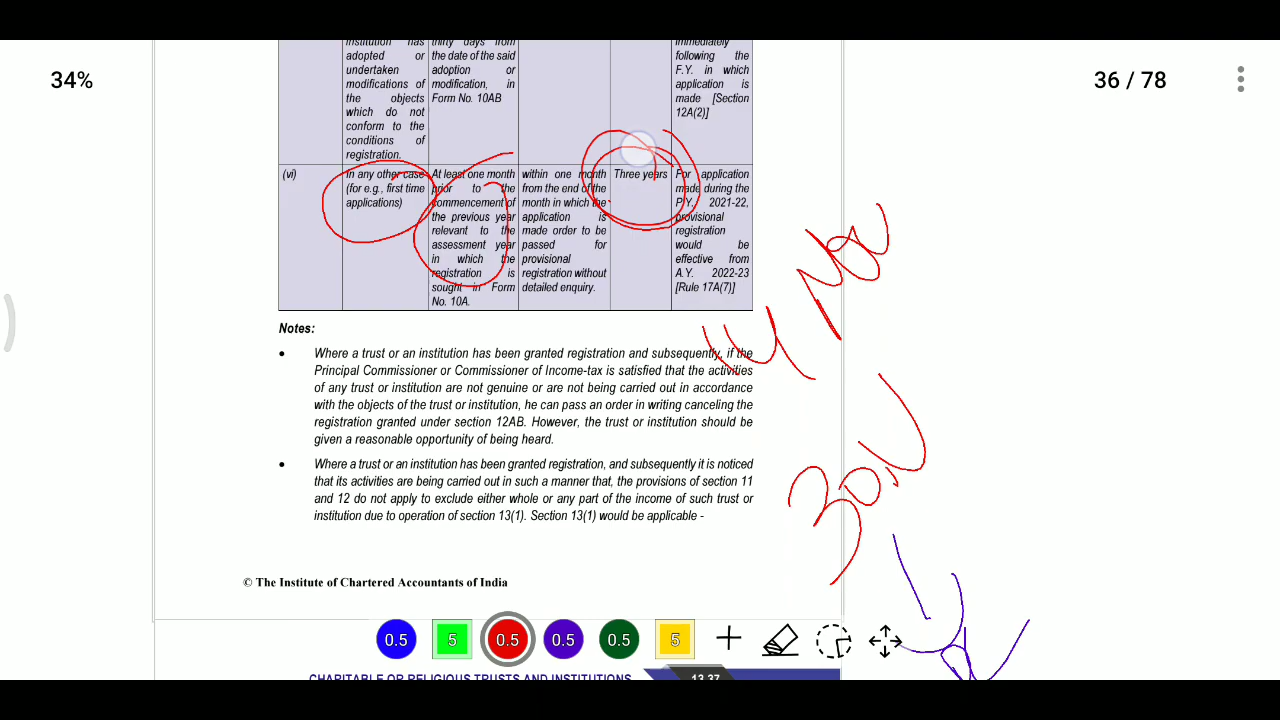 34%
36 / 78
institution has
adopted or
undertaken
modifications of
the objects
which do not
conform to the
conditions of
registration.
thirty days from
the date of the said
adoption or
modification, in
Form No. 10AB
immediately
following the
F.Y. in which
application is
made [Section
12A(2)]
(vi)
In any other case
(for e.g., first time
applications)
At least one month
prior to the
commencement of
the previous year
relevant to the
assessment year
in which the
registration is
sought in Form
No. 10A.
within one month
from the end of the
month in which the
application is
made order to be
passed for
provisional
registration without
detailed enquiry.
Three years
For application
made during the
P.Y. 2021-22,
provisional
registration
would be
effective from
A.Y. 2022-23
[Rule 17A(7)]
Notes:
• Where a trust or an institution has been granted registration and subsequently, if the
Principal Commissioner or Commissioner of Income-tax is satisfied that the activities
of any trust or institution are not genuine or are not being carried out in accordance
with the objects of the trust or institution, he can pass an order in writing canceling the
registration granted under section 12AB. However, the trust or institution should be
given a reasonable opportunity of being heard.
• Where a trust or an institution has been granted registration, and subsequently it is noticed
that its activities are being carried out in such a manner that, the provisions of section 11
and 12 do not apply to exclude either whole or any part of the income of such trust or
institution due to operation of section 13(1). Section 13(1) would be applicable -
© The Institute of Chartered Accountants of India
0.5
5
0.5
0.5
0.5
5
CHARITABLE OR RELIGIOUS TRUSTS AND INSTITUTIONS
13.37